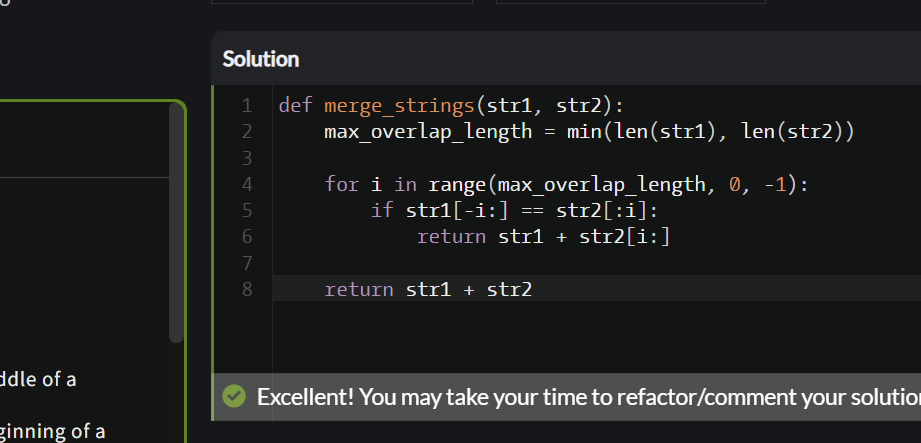 Solution
1 def merge_strings(str1, str2):
2     max_overlap_length = min(len(str1), len(str2))
3
4     for i in range(max_overlap_length, 0, -1):
5         if str1[-i:] == str2[:i]:
6             return str1 + str2[i:]
7
8     return str1 + str2
ddle of a
Excellent! You may take your time to refactor/comment your solution
ginning of a